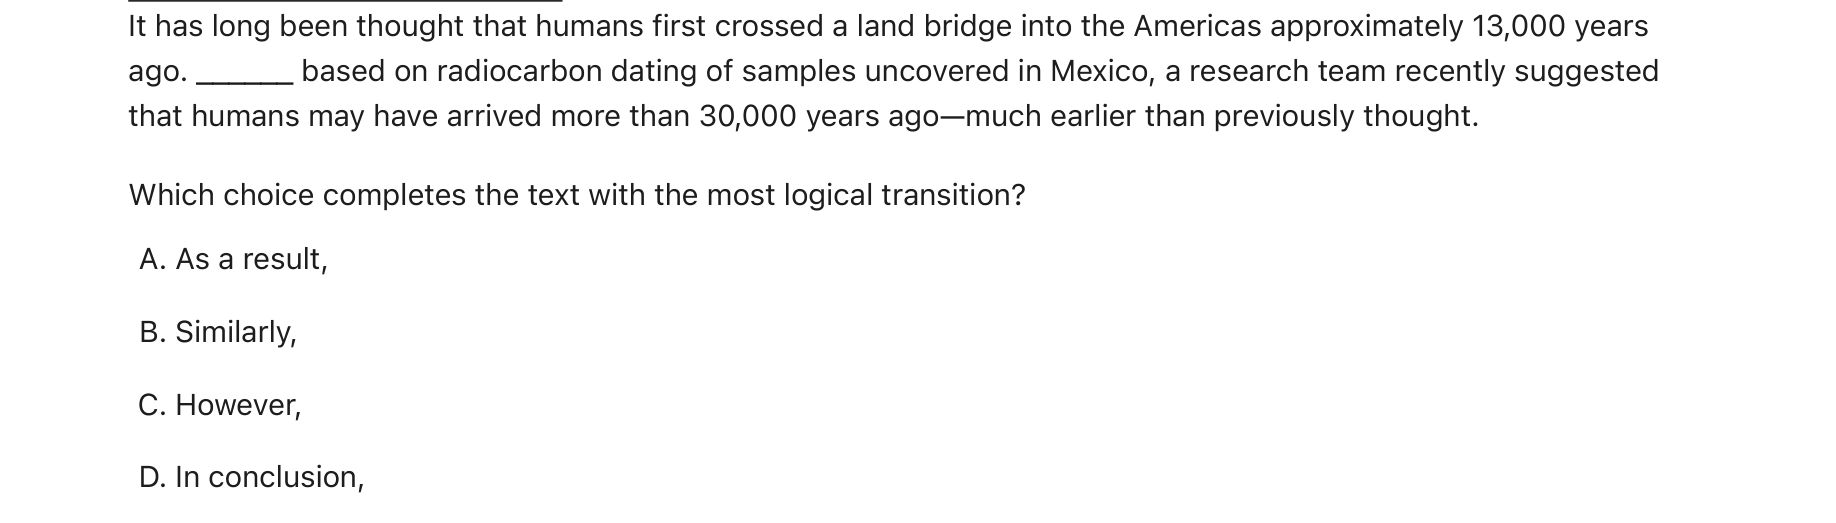 It has long been thought that humans first crossed a land bridge into the Americas approximately 13,000 years
ago. ______ based on radiocarbon dating of samples uncovered in Mexico, a research team recently suggested
that humans may have arrived more than 30,000 years ago—much earlier than previously thought.
Which choice completes the text with the most logical transition?
A. As a result,
B. Similarly,
C. However,
D. In conclusion,